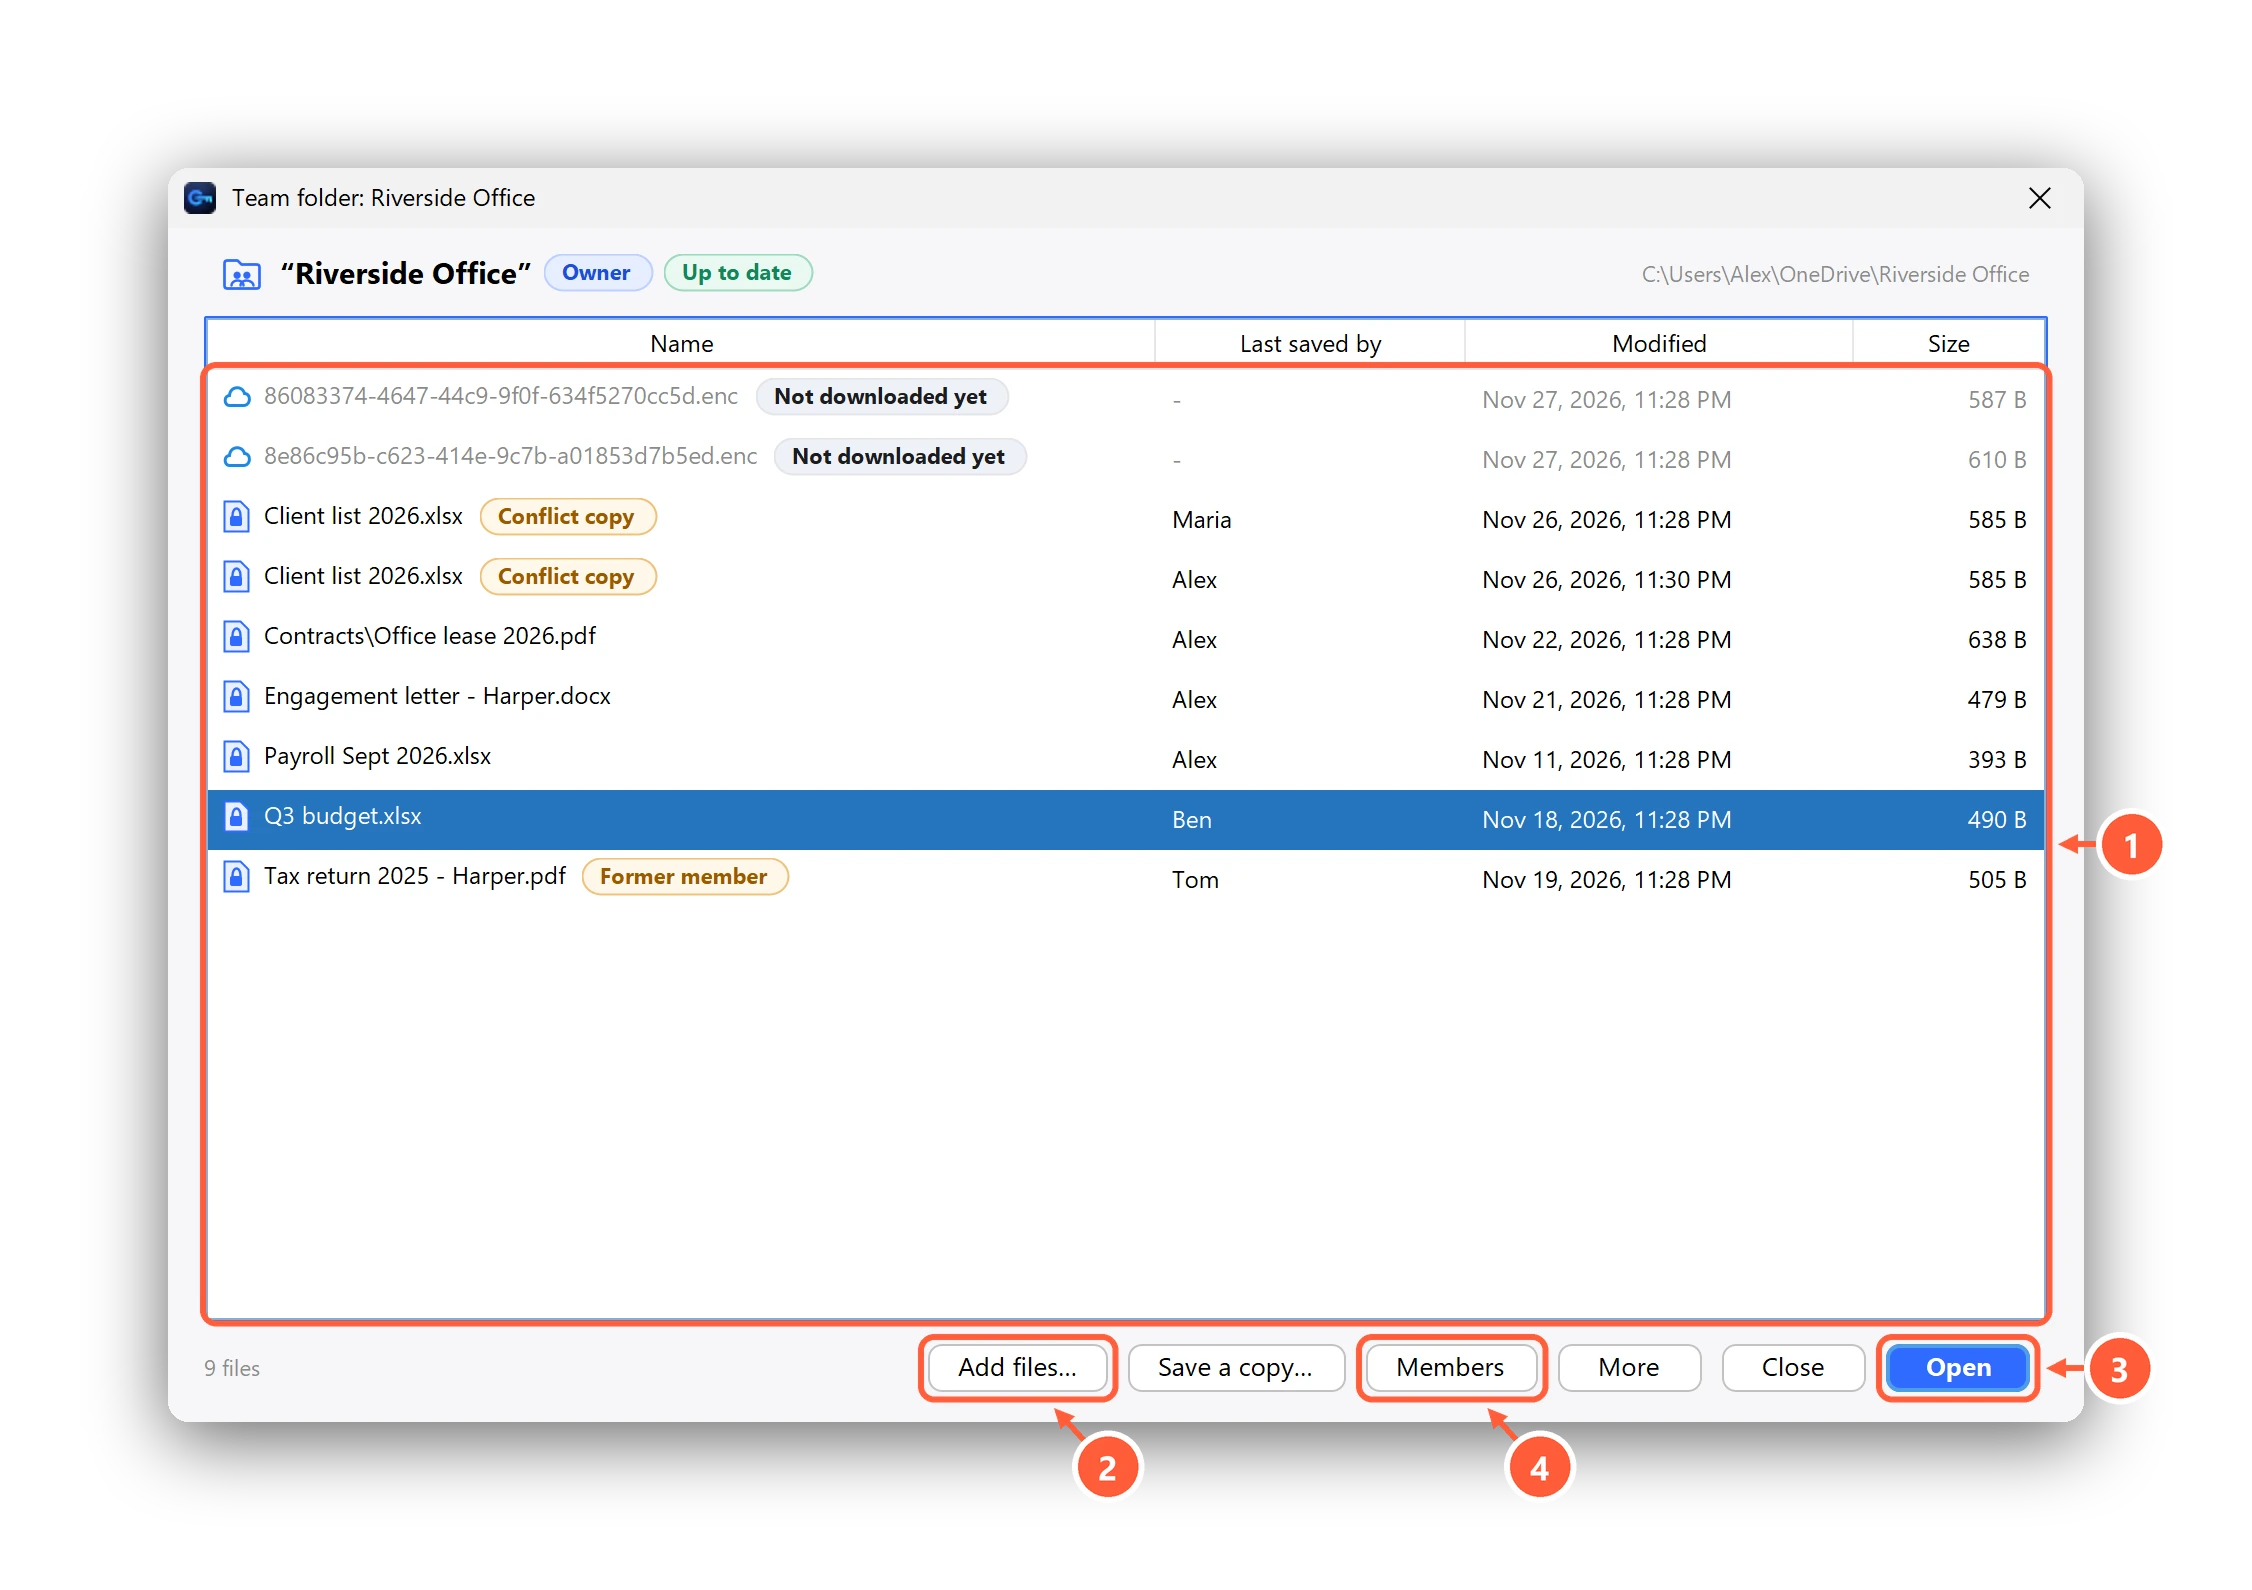 Team folder: Riverside Office
“Riverside Office” Owner Up to date C:\Users\Alex\OneDrive\Riverside Office
Name Last saved by Modified Size
86083374-4647-44c9-9f0f-634f5270cc5d.enc Not downloaded yet - Nov 27, 2026, 11:28 PM 587 B
8e86c95b-c623-414e-9c7b-a01853d7b5ed.enc Not downloaded yet - Nov 27, 2026, 11:28 PM 610 B
Client list 2026.xlsx Conflict copy Maria Nov 26, 2026, 11:28 PM 585 B
Client list 2026.xlsx Conflict copy Alex Nov 26, 2026, 11:30 PM 585 B
Contracts\Office lease 2026.pdf Alex Nov 22, 2026, 11:28 PM 638 B
Engagement letter - Harper.docx Alex Nov 21, 2026, 11:28 PM 479 B
Payroll Sept 2026.xlsx Alex Nov 11, 2026, 11:28 PM 393 B
Q3 budget.xlsx Ben Nov 18, 2026, 11:28 PM 490 B
1
Tax return 2025 - Harper.pdf Former member Tom Nov 19, 2026, 11:28 PM 505 B
9 files Add files... Save a copy... Members More Close Open 3
2 4